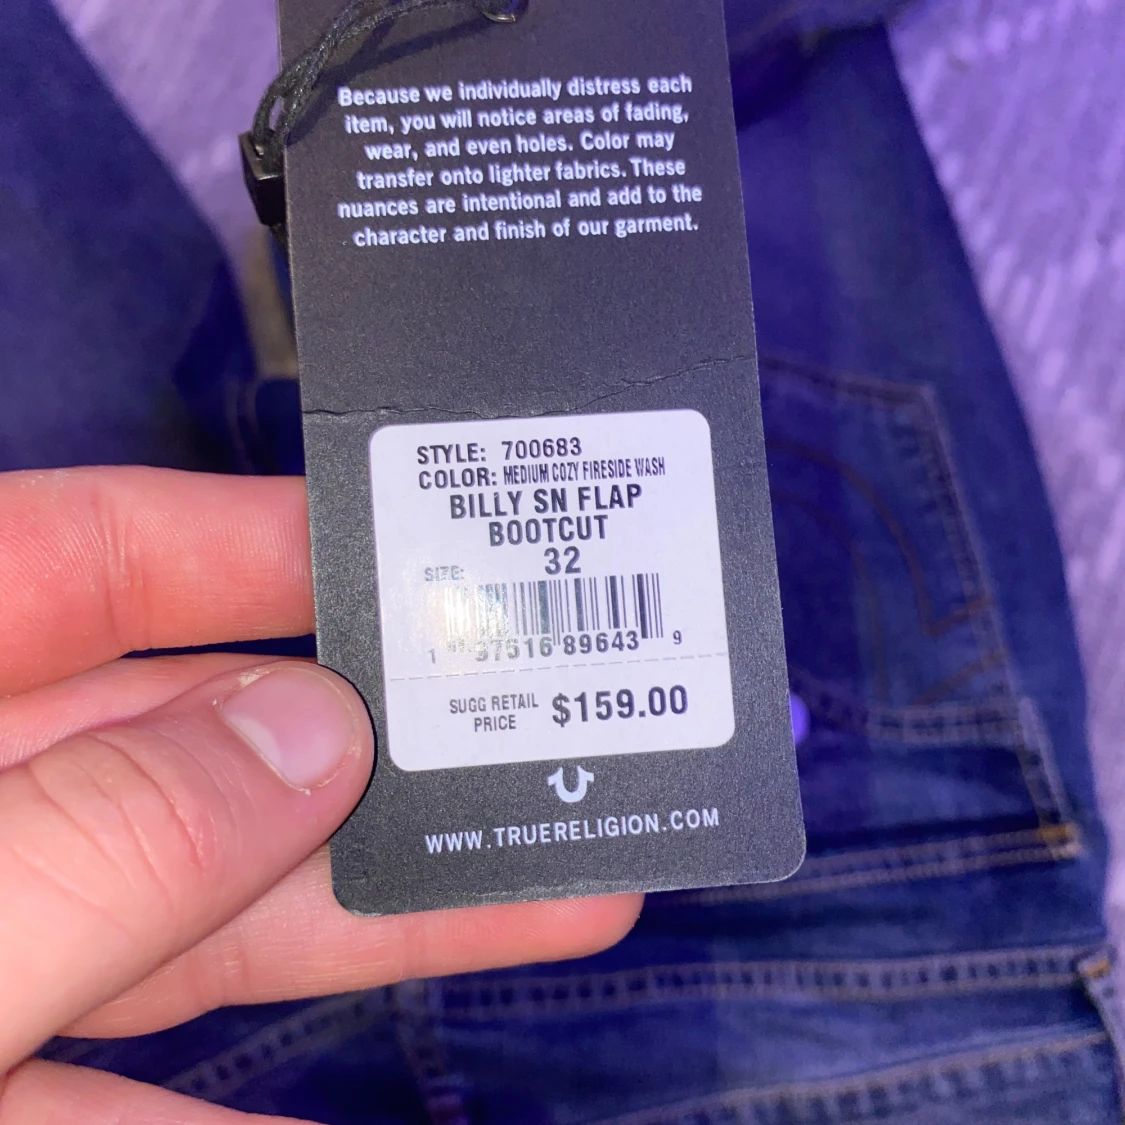 Because we individually distress each
item, you will notice areas of fading,
wear, and even holes. Color may
transfer onto lighter fabrics. These
nuances are intentional and add to the
character and finish of our garment.
STYLE: 700683
COLOR: MEDIUM COZY FIRESIDE WASH
BILLY SN FLAP
BOOTCUT
SIZE: 32
1 97516 89643 9
SUGG RETAIL
PRICE $159.00
WWW.TRUERELIGION.COM